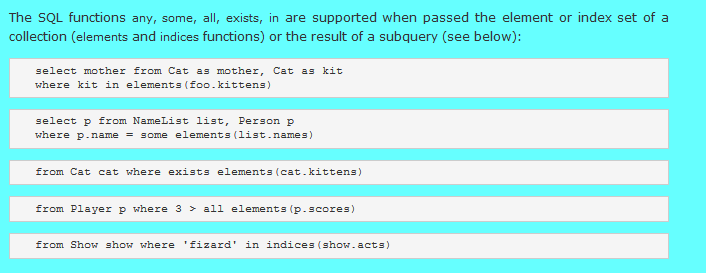 The SQL functions any, some, all, exists, in are supported when passed the element or index set of a
collection (elements and indices functions) or the result of a subquery (see below):
select mother from Cat as mother, Cat as kit
where kit in elements(foo.kittens)
select p from NameList list, Person p
where p.name = some elements(list.names)
from Cat cat where exists elements(cat.kittens)
from Player p where 3 > all elements(p.scores)
from Show show where 'fizard' in indices(show.acts)